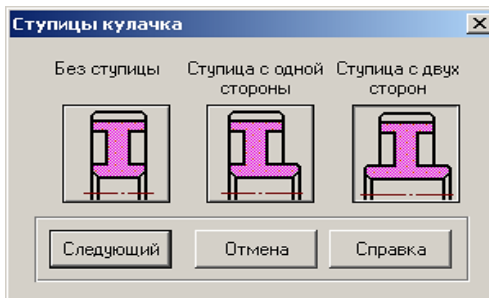 Ступицы кулачка
Без ступицы
Ступица с одной
стороны
Ступица с двух
сторон
Следующий
Отмена
Справка